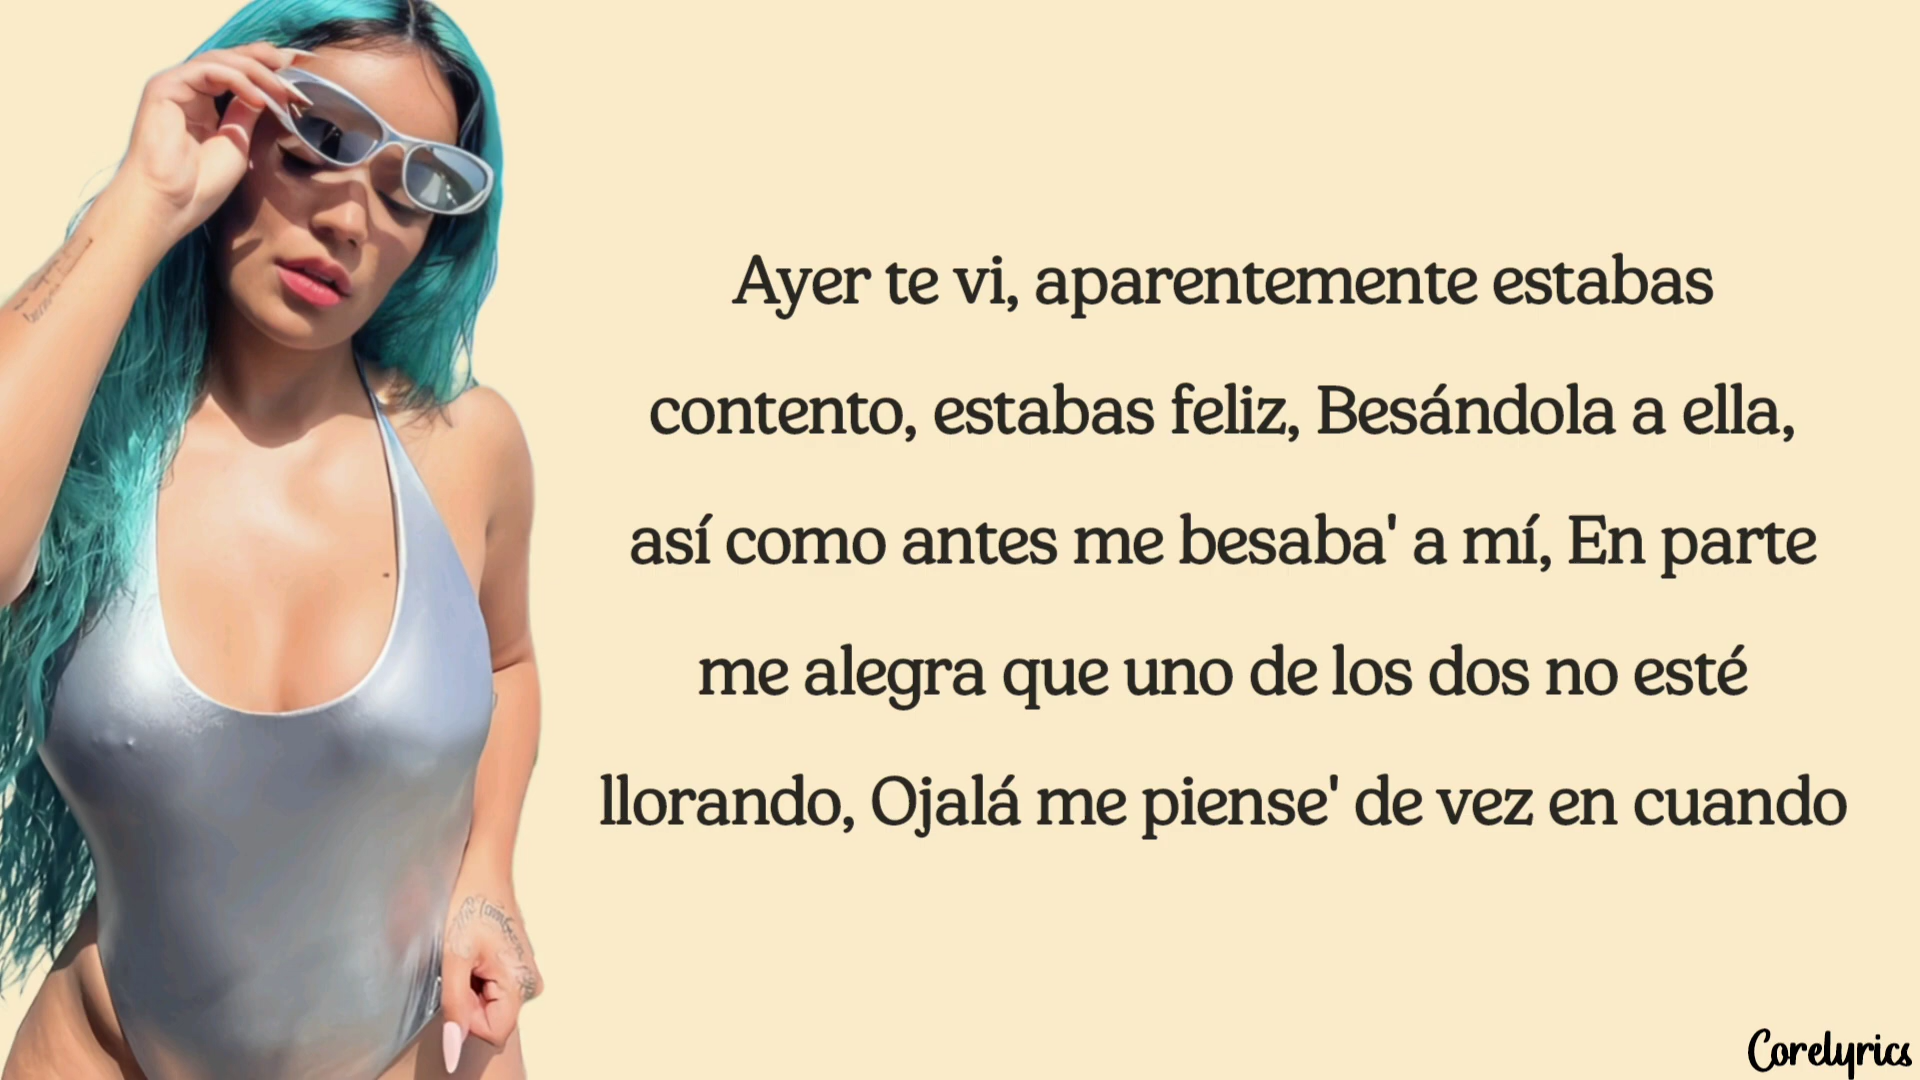 Ayer te vi, aparentemente estabas
contento, estabas feliz, Besándola a ella,
así como antes me besaba' a mí, En parte
me alegra que uno de los dos no esté
llorando, Ojalá me piense' de vez en cuando
Corelyrics